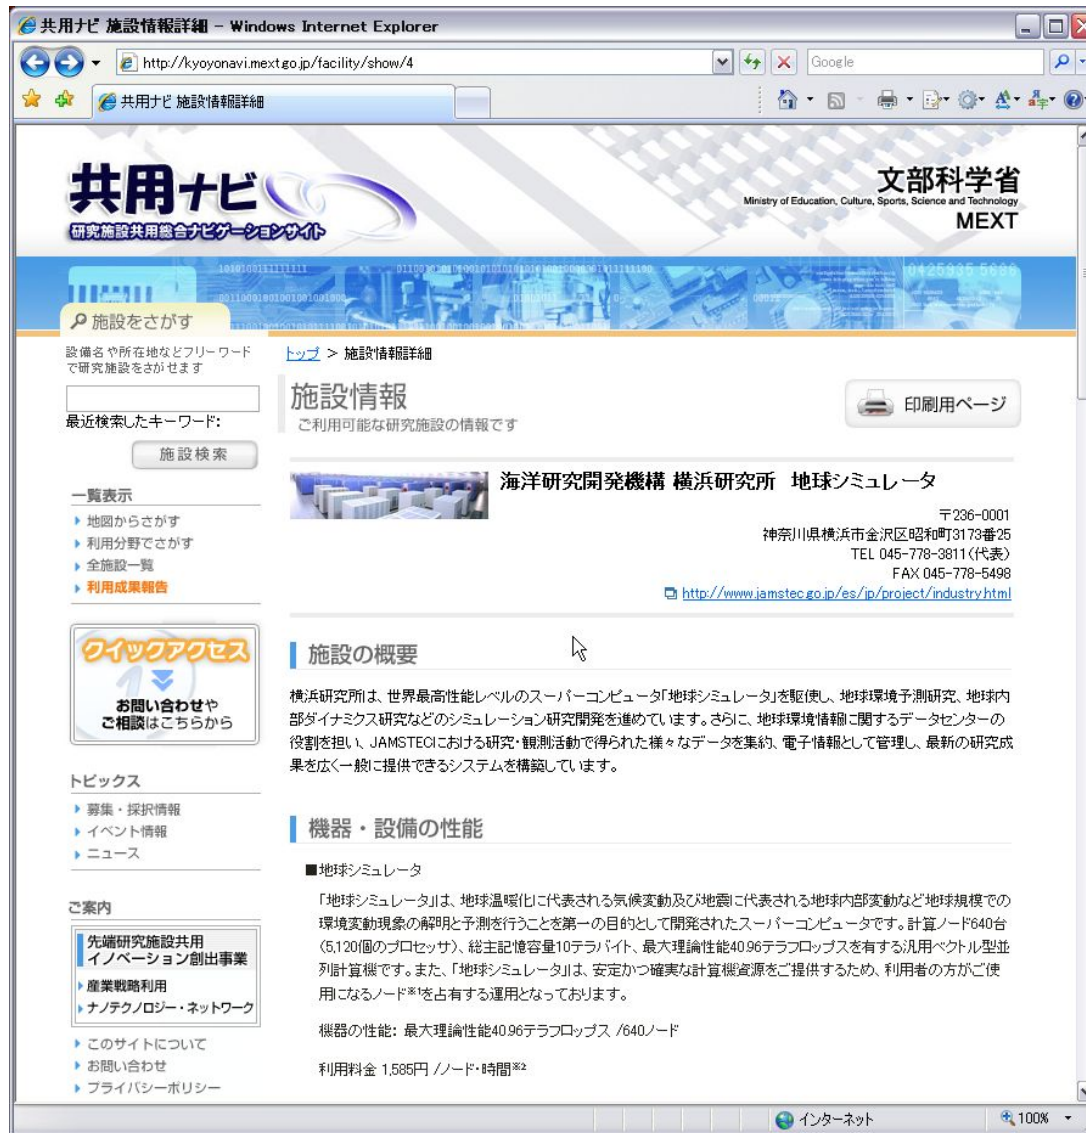 共用ナビ 施設情報詳細 - Windows Internet Explorer
http://kyoyonavi.mext.go.jp/facility/show/4
Google
共用ナビ 施設情報詳細
共用ナビ
研究施設共用総合ナビゲーションサイト
文部科学省
Ministry of Education, Culture, Sports, Science and Technology
MEXT
施設をさがす
設備名や所在地などフリーワード
で研究施設をさがせます
最近検索したキーワード:
施設検索
一覧表示
地図からさがす
利用分野でさがす
全施設一覧
利用成果報告
クイックアクセス
お問い合わせや
ご相談はこちらから
トピックス
募集・採択情報
イベント情報
ニュース
ご案内
先端研究施設共用
イノベーション創出事業
産業戦略利用
ナノテクノロジー・ネットワーク
このサイトについて
お問い合わせ
プライバシーポリシー
トップ > 施設情報詳細
施設情報
ご利用可能な研究施設の情報です
印刷用ページ
海洋研究開発機構 横浜研究所 地球シミュレータ
〒236-0001
神奈川県横浜市金沢区昭和町3173番25
TEL 045-778-3811(代表)
FAX 045-778-5498
http://www.jamstec.go.jp/es/jp/project/industry.html
施設の概要
横浜研究所は、世界最高性能レベルのスーパーコンピュータ「地球シミュレータ」を駆使し、地球環境予測研究、地球内
部ダイナミクス研究などのシミュレーション研究開発を進めています。さらに、地球環境情報に関するデータセンターの
役割を担い、JAMSTECにおける研究・観測活動で得られた様々なデータを集約、電子情報として管理し、最新の研究成
果を広く一般に提供できるシステムを構築しています。
機器・設備の性能
■地球シミュレータ
「地球シミュレータ」は、地球温暖化に代表される気候変動及び地震に代表される地球内部変動など地球規模での
環境変動現象の解明と予測を行うことを第一の目的として開発されたスーパーコンピュータです。計算ノード640台
(5,120個のプロセッサ)、総主記憶容量10テラバイト、最大理論性能40.96テラフロップスを有する汎用ベクトル型並
列計算機です。また、「地球シミュレータ」は、安定かつ確実な計算機資源をご提供するため、利用者の方がご使
用になるノード※1を占有する運用となっております。
機器の性能: 最大理論性能40.96テラフロップス /640ノード
利用料金 1,585円 /ノード・時間※2
インターネット
100%